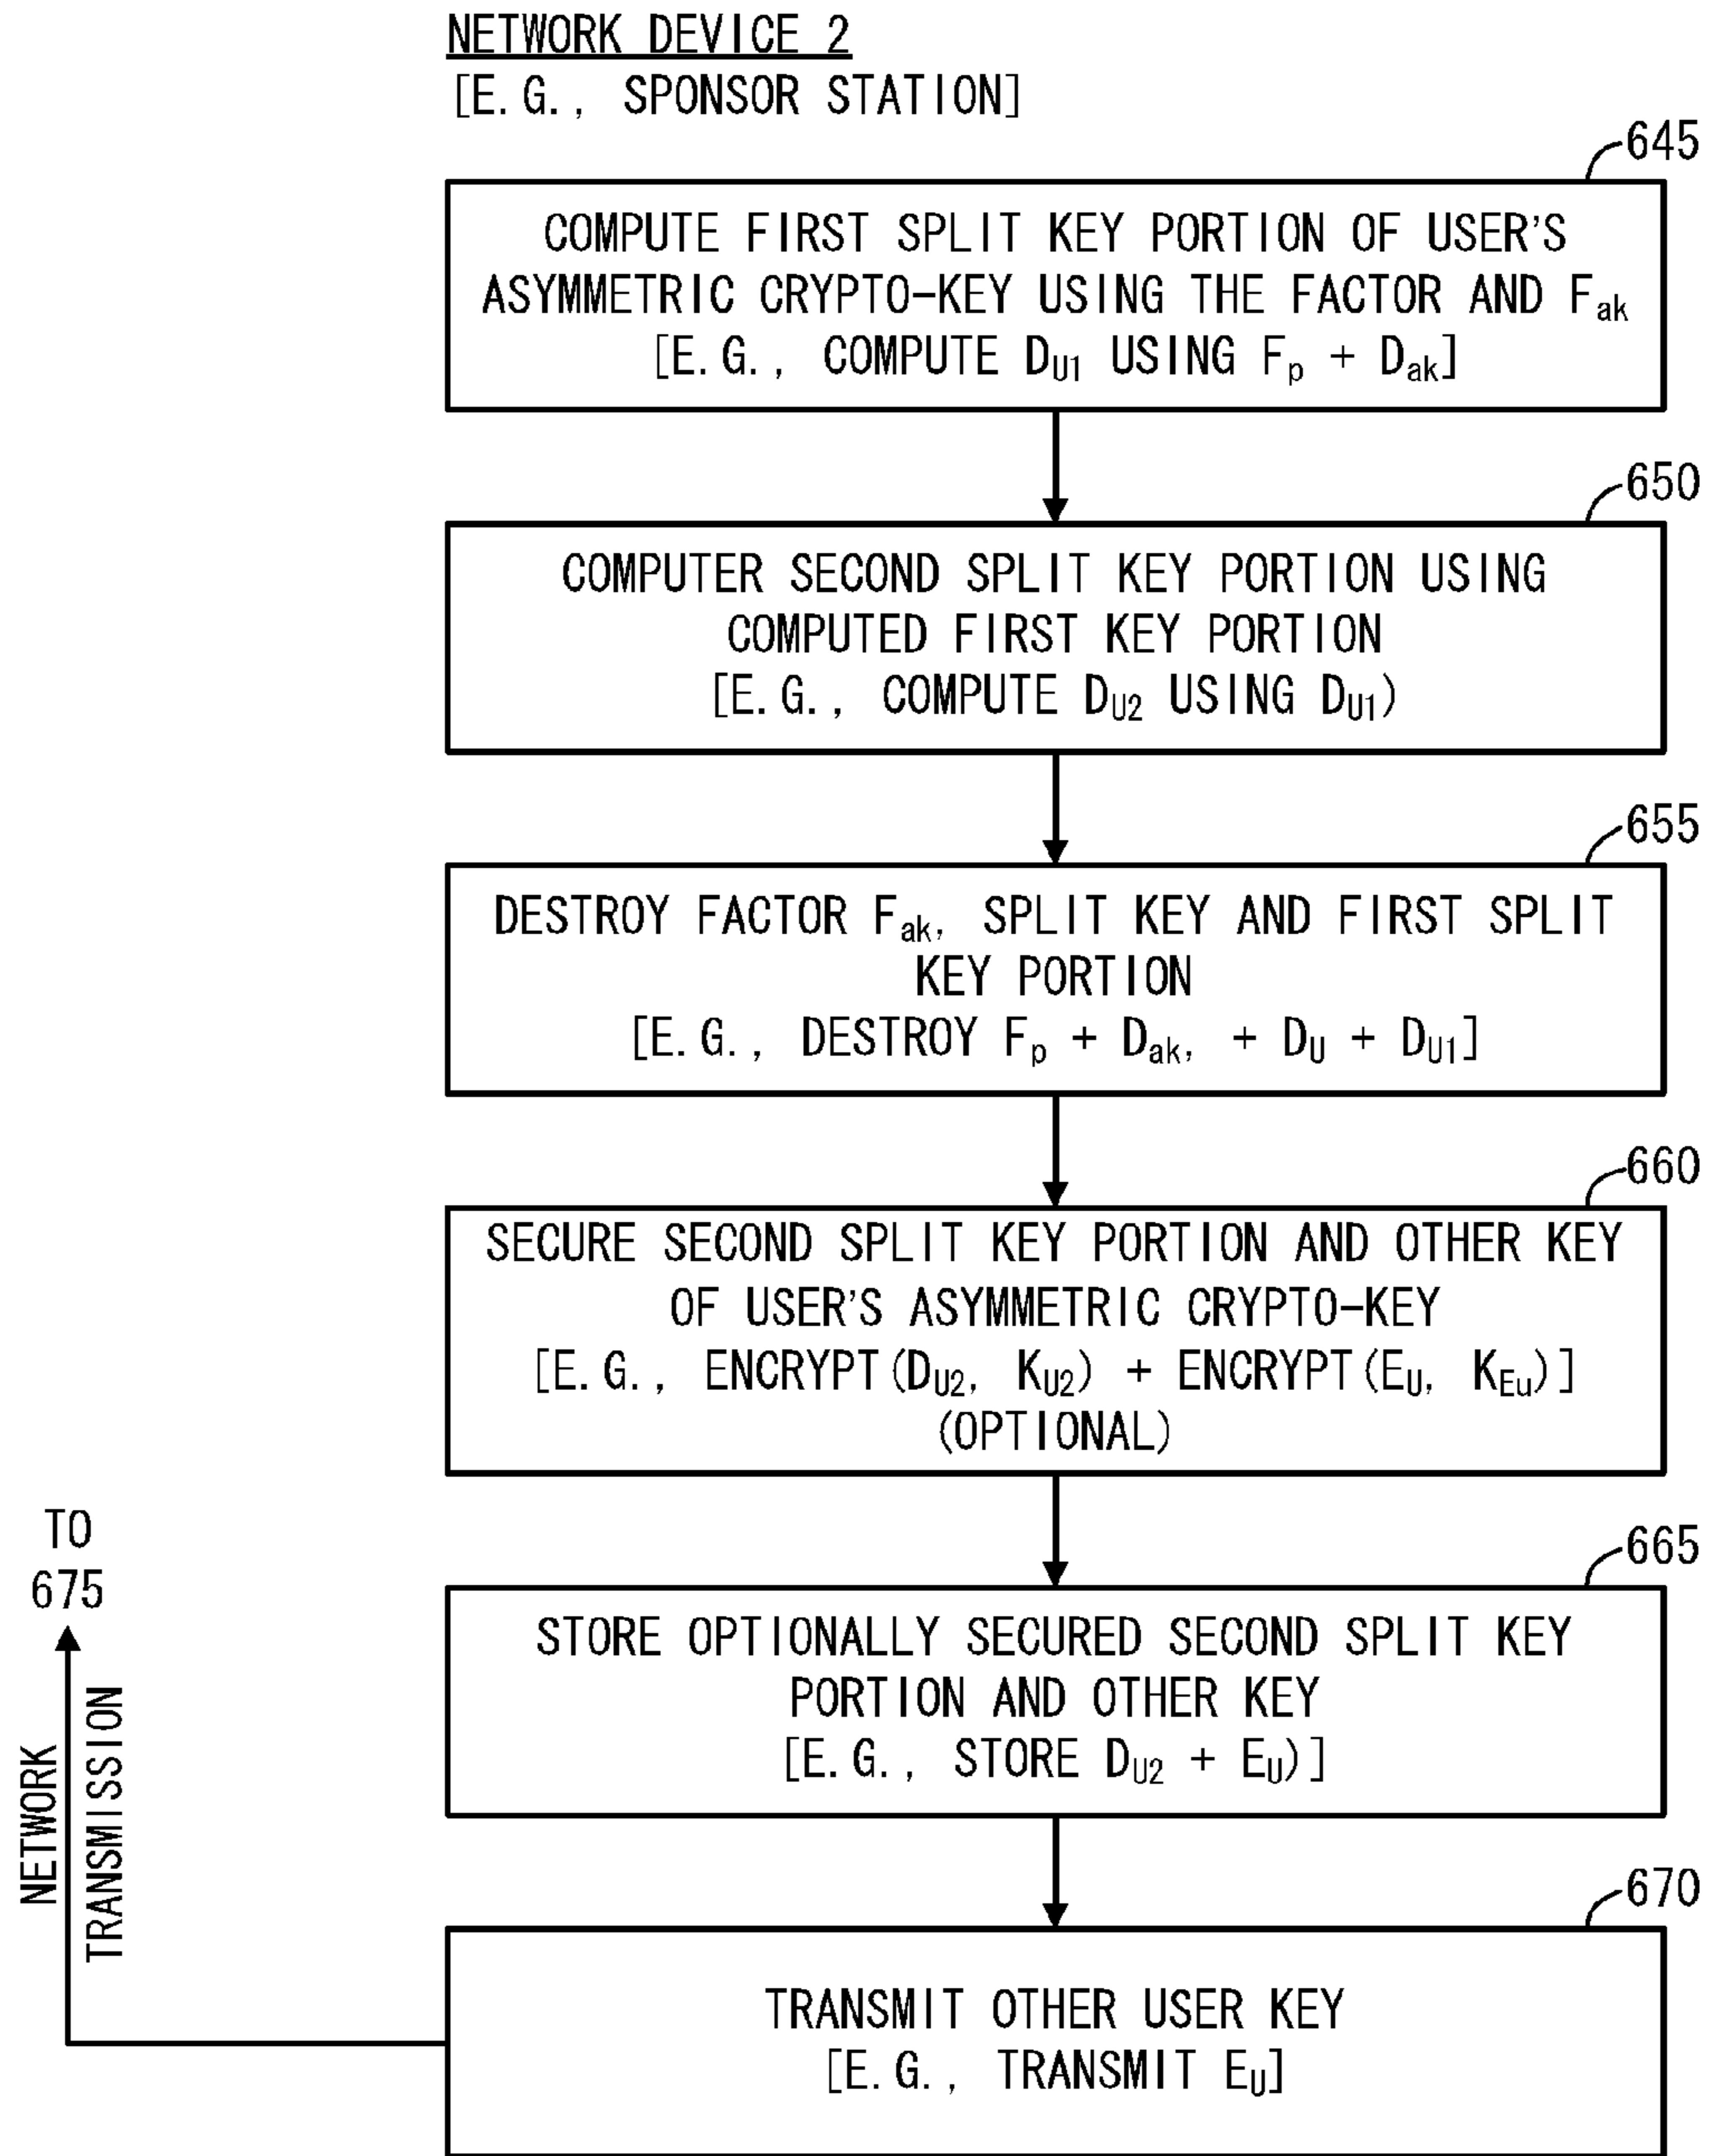 NETWORK DEVICE 2
[E.G., SPONSOR STATION]
645
COMPUTE FIRST SPLIT KEY PORTION OF USER'S
ASYMMETRIC CRYPTO-KEY USING THE FACTOR AND Fak
[E.G., COMPUTE DU1 USING Fp + Dak]
650
COMPUTER SECOND SPLIT KEY PORTION USING
COMPUTED FIRST KEY PORTION
[E.G., COMPUTE DU2 USING DU1)
655
DESTROY FACTOR Fak, SPLIT KEY AND FIRST SPLIT
KEY PORTION
[E.G., DESTROY Fp + Dak, + DU + DU1]
660
SECURE SECOND SPLIT KEY PORTION AND OTHER KEY
OF USER'S ASYMMETRIC CRYPTO-KEY
[E.G., ENCRYPT(DU2, KU2) + ENCRYPT(EU, KEu)]
(OPTIONAL)
TO
675
NETWORK
TRANSMISSION
665
STORE OPTIONALLY SECURED SECOND SPLIT KEY
PORTION AND OTHER KEY
[E.G., STORE DU2 + EU)]
670
TRANSMIT OTHER USER KEY
[E.G., TRANSMIT EU]